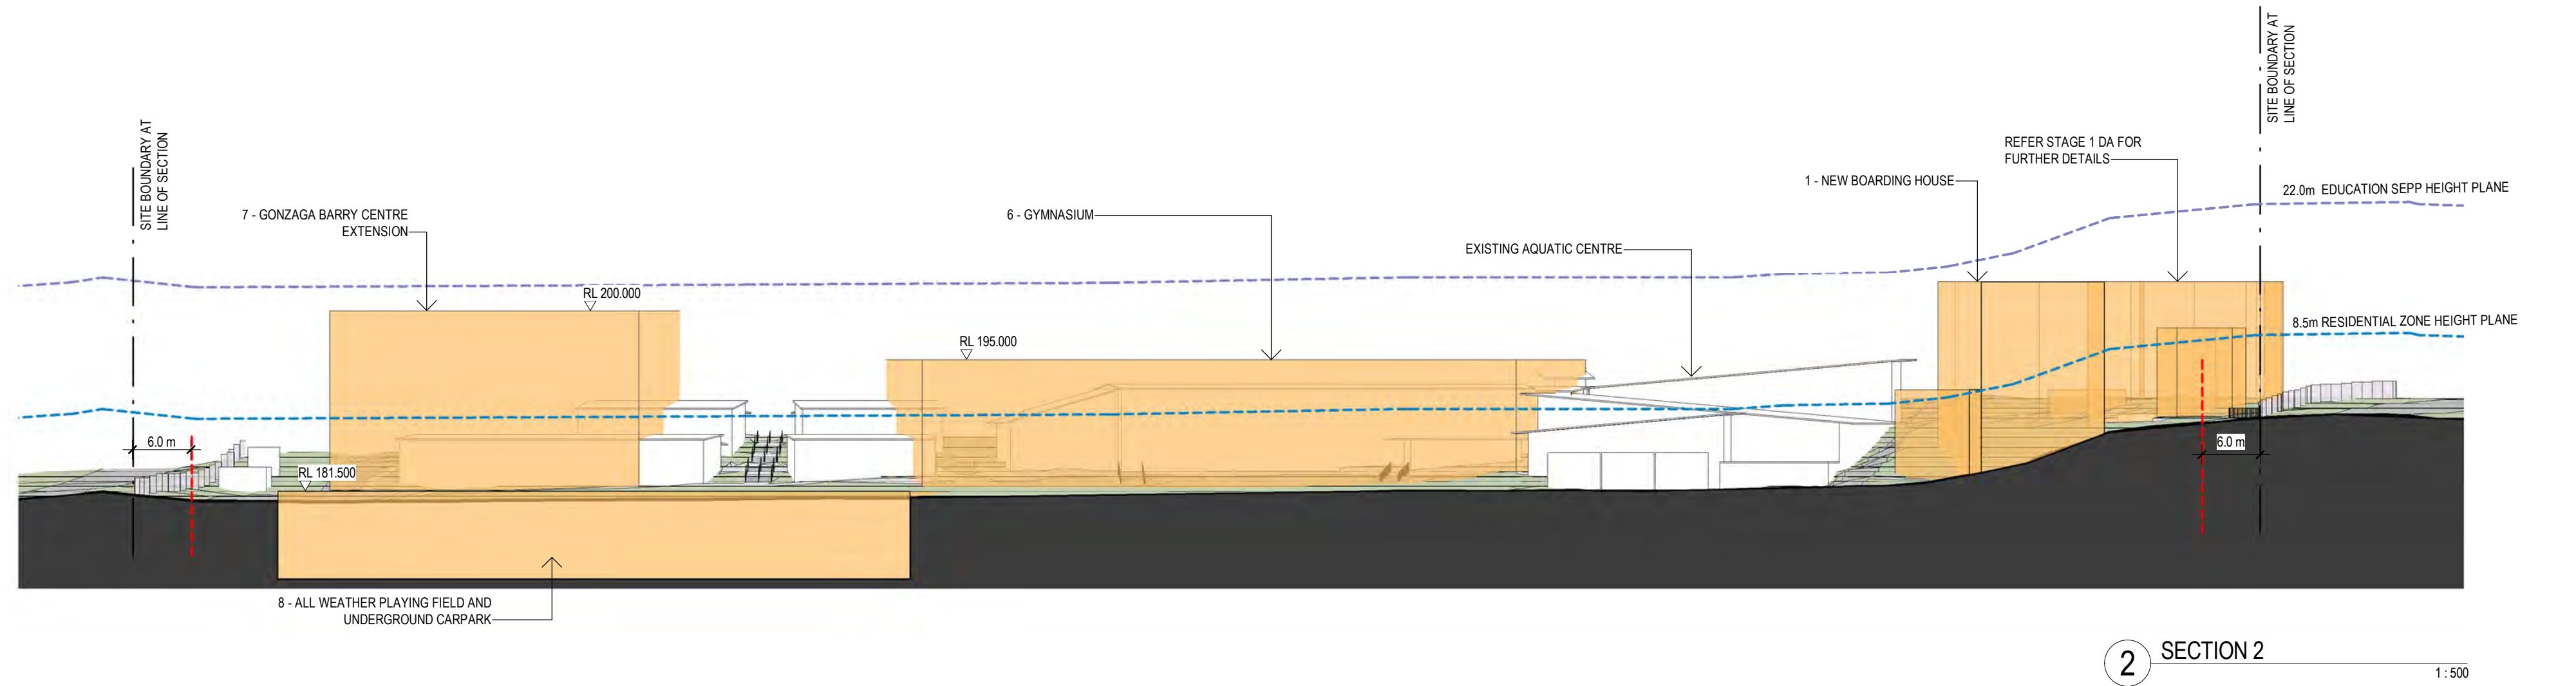 SITE BOUNDARY AT
LINE OF SECTION
SITE BOUNDARY AT
LINE OF SECTION
REFER STAGE 1 DA FOR
FURTHER DETAILS
1 - NEW BOARDING HOUSE
22.0m EDUCATION SEPP HEIGHT PLANE
7 - GONZAGA BARRY CENTRE
EXTENSION
6 - GYMNASIUM
EXISTING AQUATIC CENTRE
RL 200.000
8.5m RESIDENTIAL ZONE HEIGHT PLANE
RL 195.000
6.0 m
6.0 m
RL 181.500
8 - ALL WEATHER PLAYING FIELD AND
UNDERGROUND CARPARK
2 SECTION 2
1 : 500